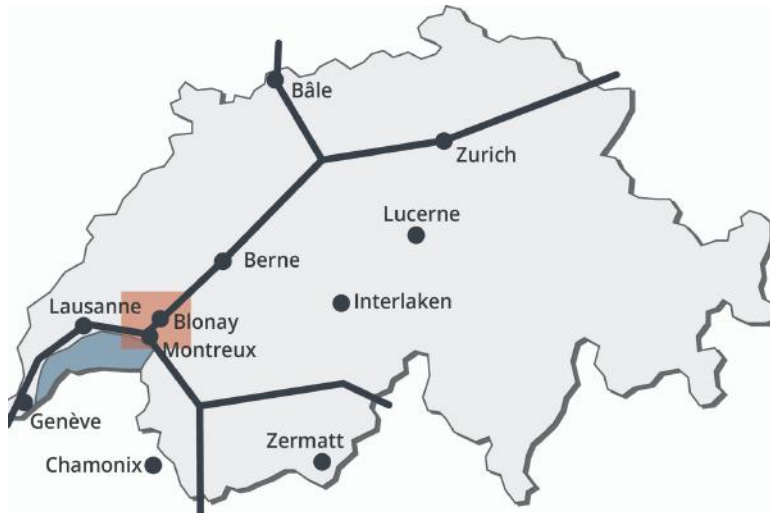 Bâle
Zurich
Lucerne
Berne
Interlaken
Lausanne
Blonay
Montreux
Genève
Zermatt
Chamonix